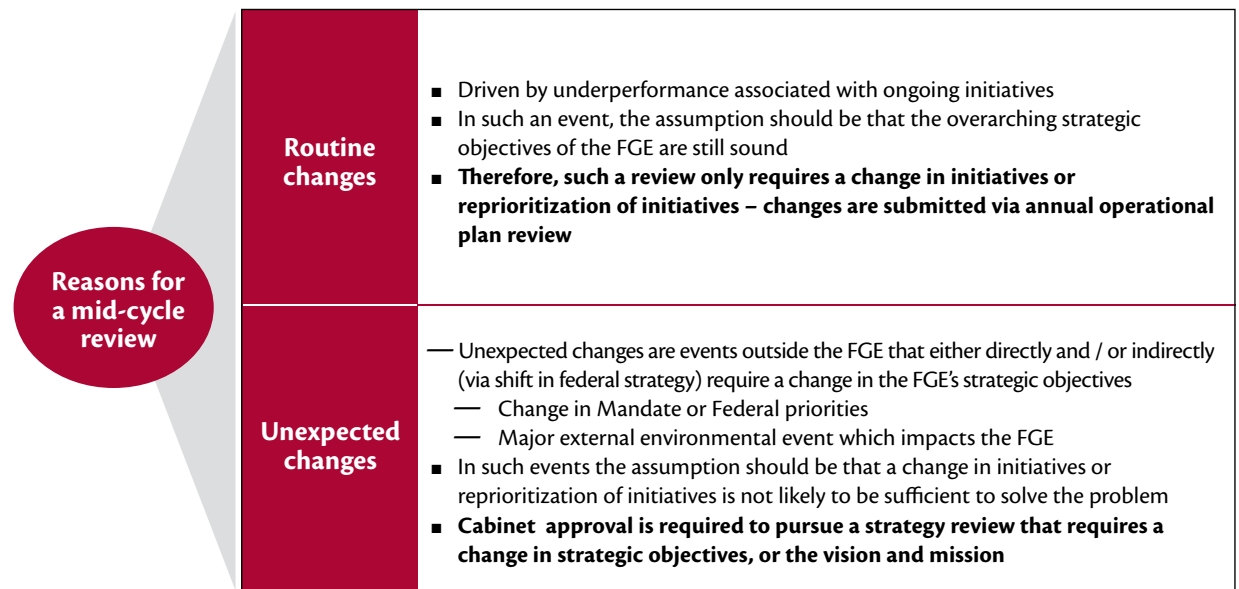 Reasons for
a mid-cycle
review
Routine
changes
■ Driven by underperformance associated with ongoing initiatives
■ In such an event, the assumption should be that the overarching strategic
objectives of the FGE are still sound
■ Therefore, such a review only requires a change in initiatives or
reprioritization of initiatives – changes are submitted via annual operational
plan review
Unexpected
changes
— Unexpected changes are events outside the FGE that either directly and / or indirectly
(via shift in federal strategy) require a change in the FGE's strategic objectives
— Change in Mandate or Federal priorities
— Major external environmental event which impacts the FGE
■ In such events the assumption should be that a change in initiatives or
reprioritization of initiatives is not likely to be sufficient to solve the problem
■ Cabinet approval is required to pursue a strategy review that requires a
change in strategic objectives, or the vision and mission